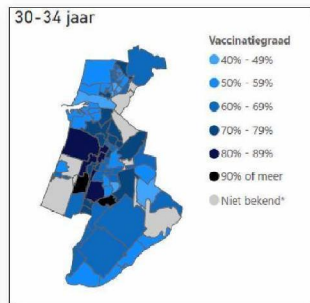 30-34 jaar
Vaccinatiegraad
40% - 49%
50% - 59%
60% - 69%
70% - 79%
80% - 89%
90% of meer
Niet bekend*